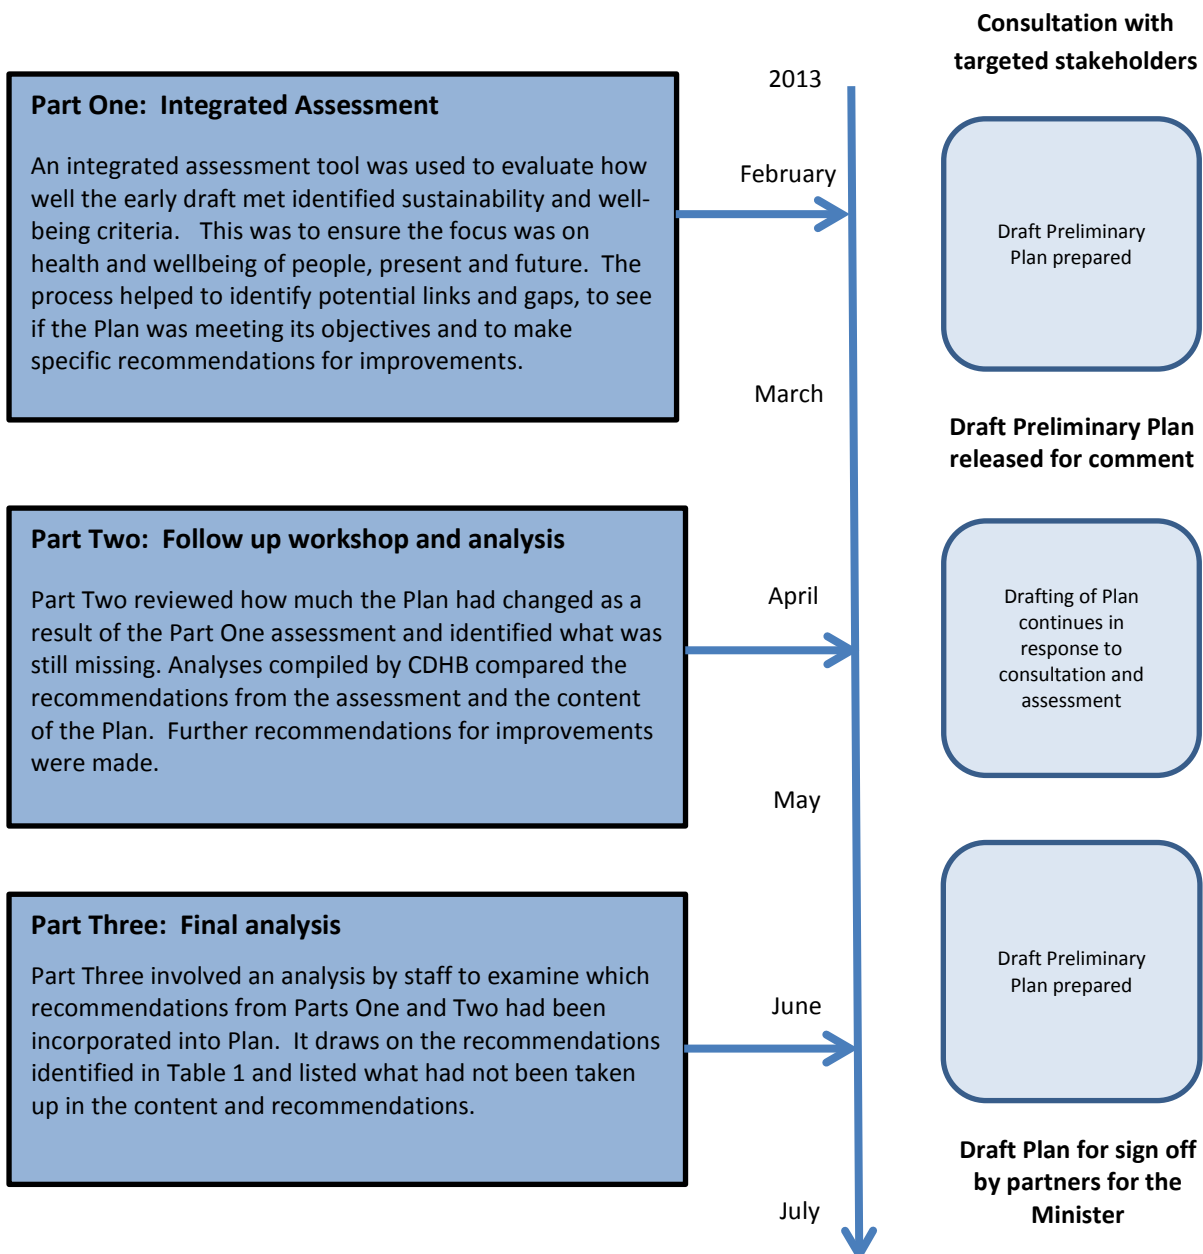 Consultation with
targeted stakeholders
2013
Part One:  Integrated Assessment
An integrated assessment tool was used to evaluate how
well the early draft met identified sustainability and well-
being criteria.   This was to ensure the focus was on
health and wellbeing of people, present and future.  The
process helped to identify potential links and gaps, to see
if the Plan was meeting its objectives and to make
specific recommendations for improvements.
February
Draft Preliminary
Plan prepared
March
Draft Preliminary Plan
released for comment
Part Two:  Follow up workshop and analysis
Part Two reviewed how much the Plan had changed as a
result of the Part One assessment and identified what was
still missing. Analyses compiled by CDHB compared the
recommendations from the assessment and the content
of the Plan.  Further recommendations for improvements
were made.
April
Drafting of Plan
continues in
response to
consultation and
assessment
May
Part Three:  Final analysis
Part Three involved an analysis by staff to examine which
recommendations from Parts One and Two had been
incorporated into Plan.  It draws on the recommendations
identified in Table 1 and listed what had not been taken
up in the content and recommendations.
June
Draft Preliminary
Plan prepared
Draft Plan for sign off
by partners for the
Minister
July